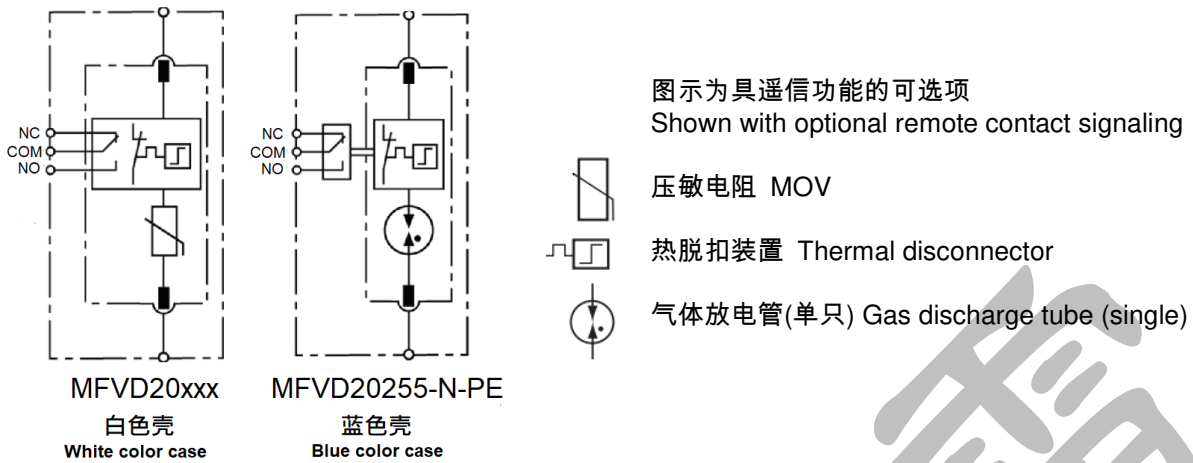 NC
COM
NO
NC
COM
NO
MFVD20xxx
白色壳
White color case
MFVD20255-N-PE
蓝色壳
Blue color case
图示为具遥信功能的可选项
Shown with optional remote contact signaling
压敏电阻 MOV
热脱扣装置 Thermal disconnector
气体放电管(单只) Gas discharge tube (single)